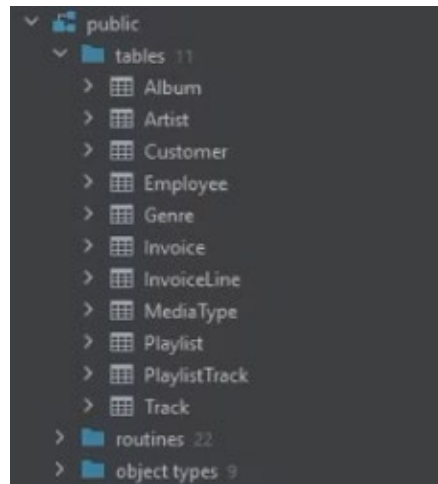 public
tables 11
Album
Artist
Customer
Employee
Genre
Invoice
InvoiceLine
MediaType
Playlist
PlaylistTrack
Track
routines 22
object types 9